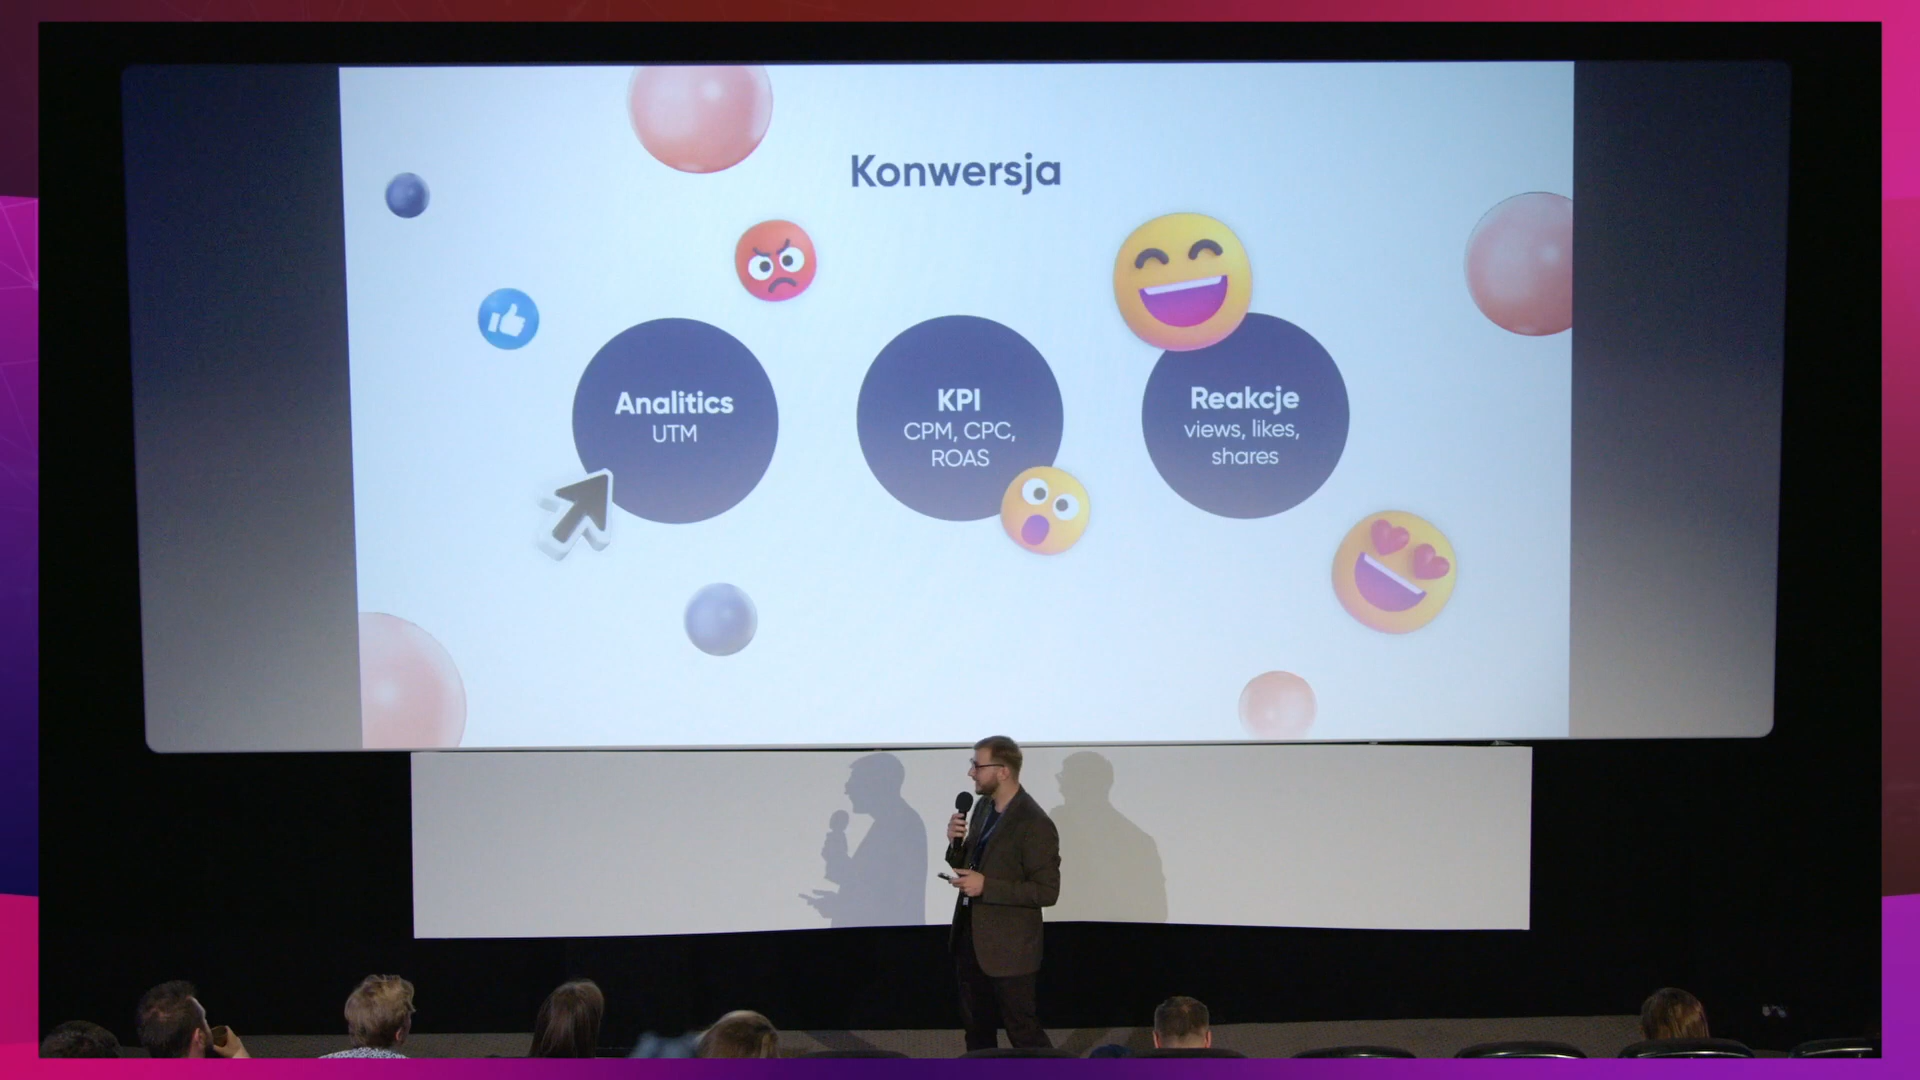 Konwersja
Analitics
UTM
KPI
CPM, CPC,
ROAS
Reakcje
views, likes,
shares